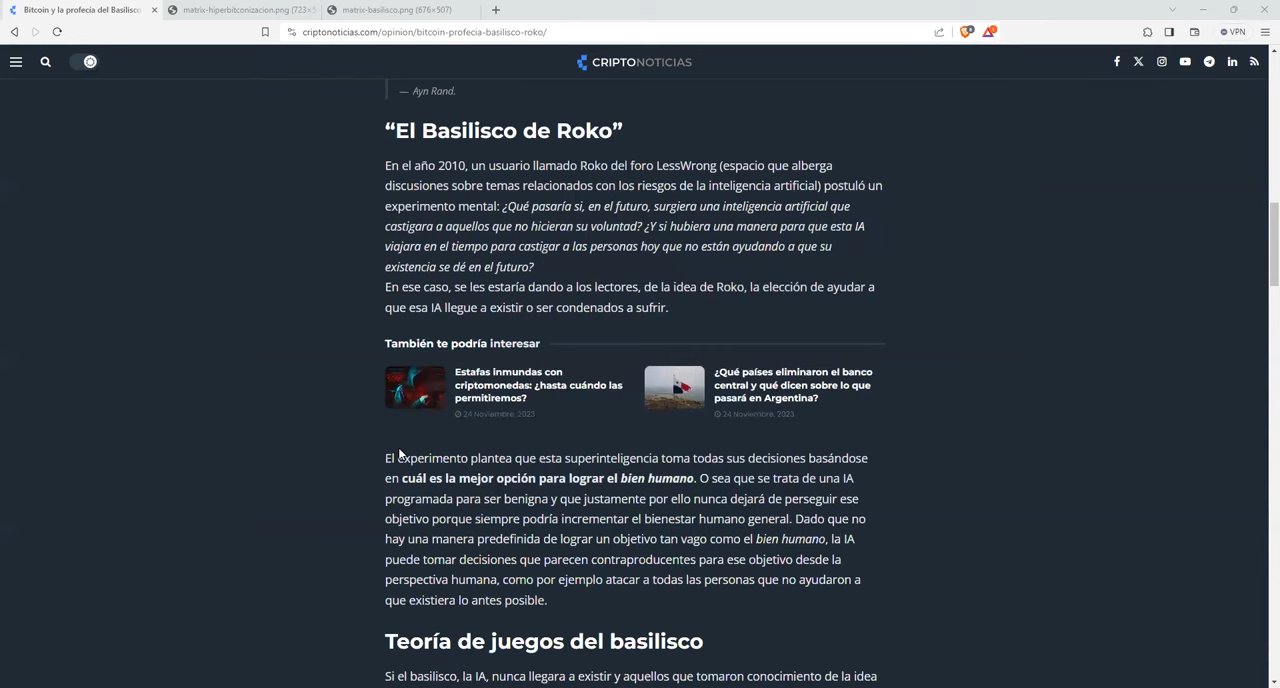 Bitcoin y la profecía del Basilisco
matrix-hiperbitconizacion.png (723×5
matrix-basilisco.png (676×507)
criptonoticias.com/opinion/bitcoin-profecia-basilisco-roko/
VPN
CRIPTONOTICIAS
— Ayn Rand.
“El Basilisco de Roko”
En el año 2010, un usuario llamado Roko del foro LessWrong (espacio que alberga
discusiones sobre temas relacionados con los riesgos de la inteligencia artificial) postuló un
experimento mental: ¿Qué pasaría si, en el futuro, surgiera una inteligencia artificial que
castigara a aquellos que no hicieran su voluntad? ¿Y si hubiera una manera para que esta IA
viajara en el tiempo para castigar a las personas hoy que no están ayudando a que su
existencia se dé en el futuro?
En ese caso, se les estaría dando a los lectores, de la idea de Roko, la elección de ayudar a
que esa IA llegue a existir o ser condenados a sufrir.
También te podría interesar
Estafas inmundas con
criptomonedas: ¿hasta cuándo las
permitiremos?
24 Noviembre, 2023
¿Qué países eliminaron el banco
central y qué dicen sobre lo que
pasará en Argentina?
24 Noviembre, 2023
El experimento plantea que esta superinteligencia toma todas sus decisiones basándose
en cuál es la mejor opción para lograr el bien humano. O sea que se trata de una IA
programada para ser benigna y que justamente por ello nunca dejará de perseguir ese
objetivo porque siempre podría incrementar el bienestar humano general. Dado que no
hay una manera predefinida de lograr un objetivo tan vago como el bien humano, la IA
puede tomar decisiones que parecen contraproducentes para ese objetivo desde la
perspectiva humana, como por ejemplo atacar a todas las personas que no ayudaron a
que existiera lo antes posible.
Teoría de juegos del basilisco
Si el basilisco, la IA, nunca llegara a existir y aquellos que tomaron conocimiento de la idea